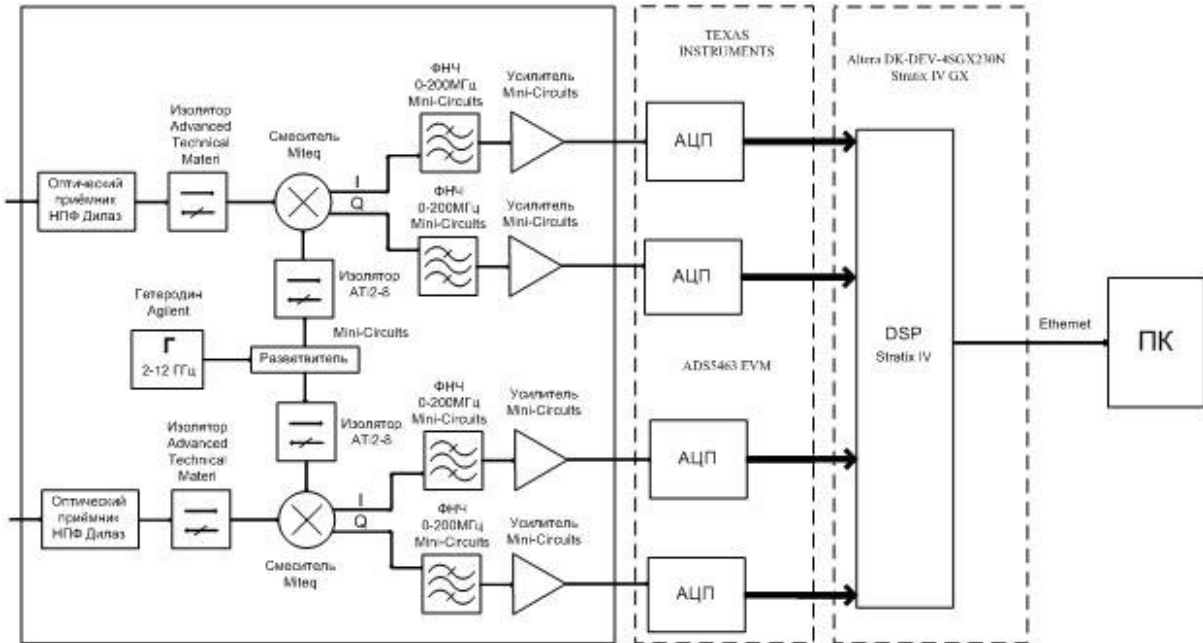 TEXAS
INSTRUMENTS
Altera DK-DEV-4SGX230N
Stratix IV GX
ФНЧ
0-200МГц
Mini-Circuits
Усилитель
Mini-Circuits
Изолятор
Advanced
Technical
Materi
Смеситель
Miteq
АЦП
Оптический
приёмник
НПФ Дилаз
I
Q
ФНЧ
0-200МГц
Mini-Circuits
Усилитель
Mini-Circuits
АЦП
Изолятор
ATi2-8
Гетеродин
Agilent
Mini-Circuits
Г
2-12 ГГц
Разветвитель
DSP
Stratix IV
Ethernet
ПК
ADS5463 EVM
ФНЧ
0-200МГц
Mini-Circuits
Усилитель
Mini-Circuits
Изолятор
ATi2-8
Изолятор
Advanced
Technical
Materi
АЦП
Оптический
приёмник
НПФ Дилаз
I
Q
ФНЧ
0-200МГц
Mini-Circuits
Усилитель
Mini-Circuits
Смеситель
Miteq
АЦП